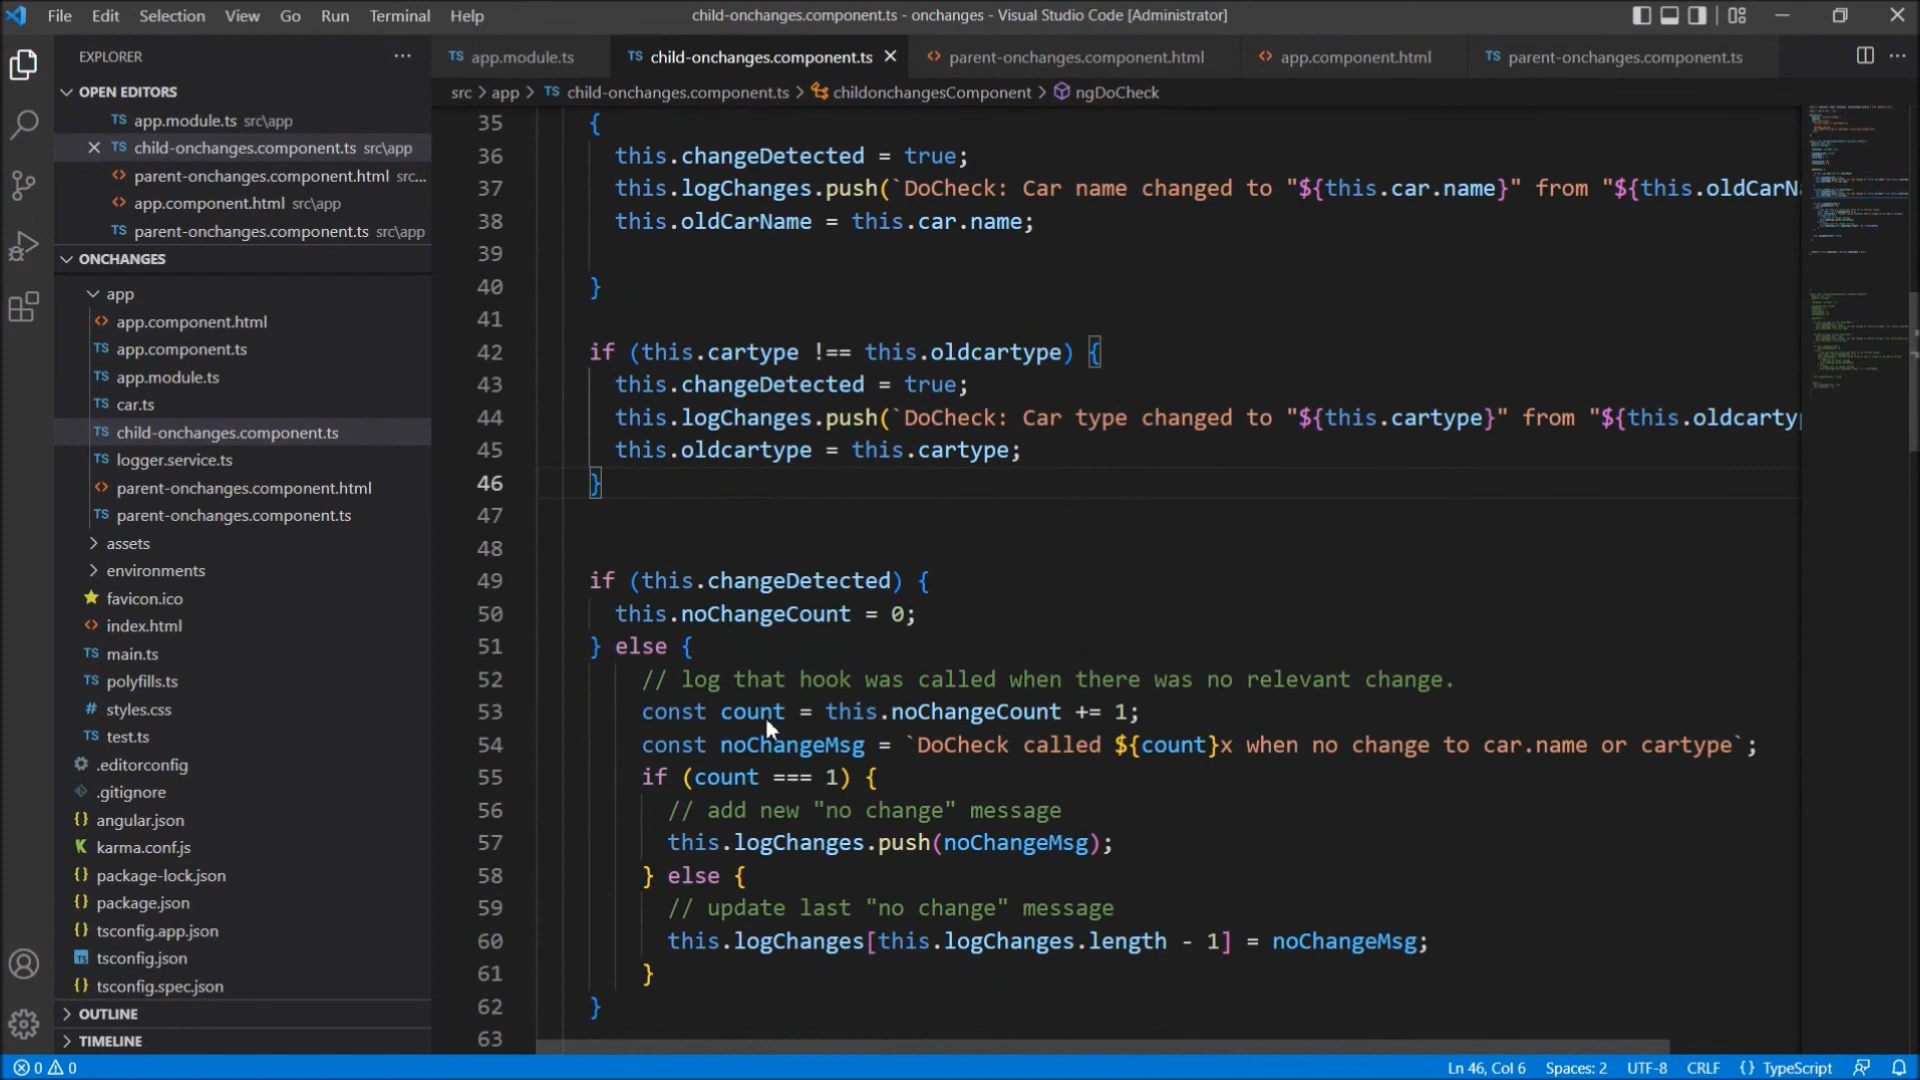 File Edit Selection View Go Run Terminal Help child-onchanges.component.ts - onchanges - Visual Studio Code [Administrator]
EXPLORER
OPEN EDITORS
TS app.module.ts src\app
TS child-onchanges.component.ts src\app
<> parent-onchanges.component.html src...
<> app.component.html src\app
TS parent-onchanges.component.ts src\app
ONCHANGES
app
<> app.component.html
TS app.component.ts
TS app.module.ts
TS car.ts
TS child-onchanges.component.ts
TS logger.service.ts
<> parent-onchanges.component.html
TS parent-onchanges.component.ts
assets
environments
favicon.ico
<> index.html
TS main.ts
TS polyfills.ts
# styles.css
TS test.ts
.editorconfig
.gitignore
{} angular.json
K karma.conf.js
{} package-lock.json
{} package.json
{} tsconfig.app.json
TS tsconfig.json
{} tsconfig.spec.json
OUTLINE
TIMELINE
TS app.module.ts TS child-onchanges.component.ts <> parent-onchanges.component.html <> app.component.html TS parent-onchanges.component.ts
src > app > TS child-onchanges.component.ts > childonchangesComponent > ngDoCheck
35 {
36 this.changeDetected = true;
37 this.logChanges.push(`DoCheck: Car name changed to "${this.car.name}" from "${this.oldCarNa
38 this.oldCarName = this.car.name;
39
40 }
41
42 if (this.cartype !== this.oldcartype) {
43 this.changeDetected = true;
44 this.logChanges.push(`DoCheck: Car type changed to "${this.cartype}" from "${this.oldcartyp
45 this.oldcartype = this.cartype;
46 }
47
48
49 if (this.changeDetected) {
50 this.noChangeCount = 0;
51 } else {
52 // log that hook was called when there was no relevant change.
53 const count = this.noChangeCount += 1;
54 const noChangeMsg = `DoCheck called ${count}x when no change to car.name or cartype`;
55 if (count === 1) {
56 // add new "no change" message
57 this.logChanges.push(noChangeMsg);
58 } else {
59 // update last "no change" message
60 this.logChanges[this.logChanges.length - 1] = noChangeMsg;
61 }
62 }
63
0 0 Ln 46, Col 6 Spaces: 2 UTF-8 CRLF {} TypeScript